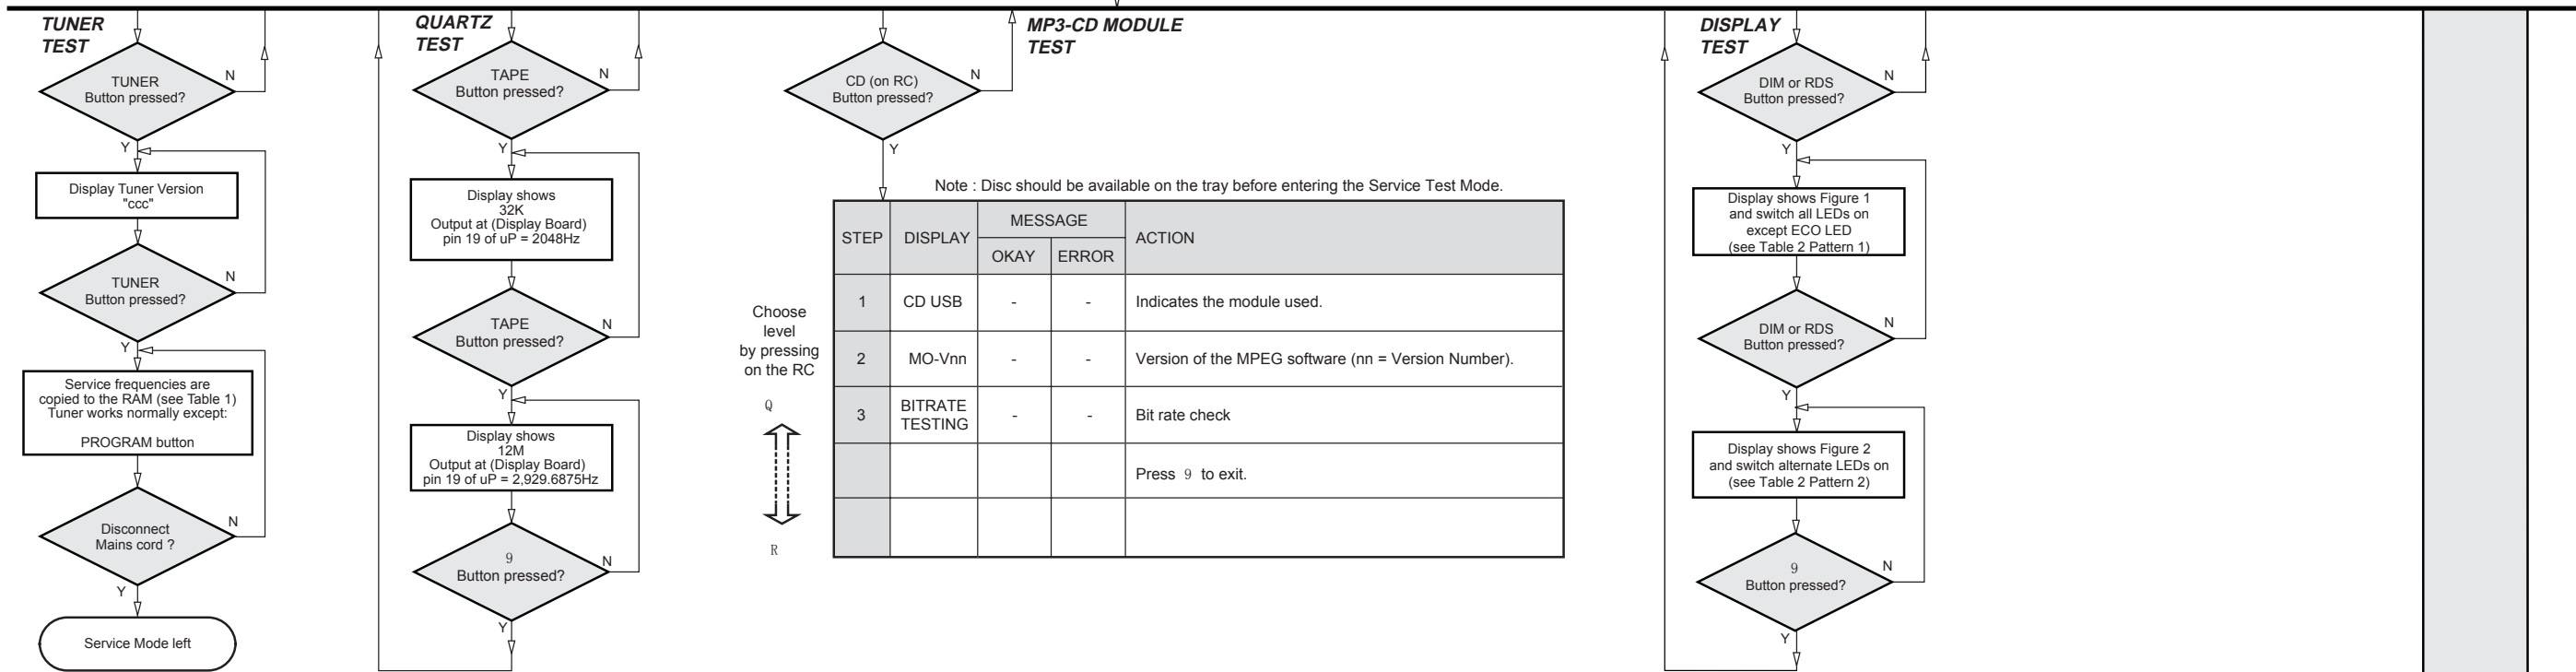 TUNER
TEST
TUNER
Button pressed?
N
Y
Display Tuner Version
"ccc"
TUNER
Button pressed?
N
Y
Service frequencies are
copied to the RAM (see Table 1)
Tuner works normally except:
PROGRAM button
Disconnect
Mains cord ?
N
Y
Service Mode left
QUARTZ
TEST
TAPE
Button pressed?
N
Y
Display shows
32K
Output at (Display Board)
pin 19 of uP = 2048Hz
TAPE
Button pressed?
N
Y
Display shows
12M
Output at (Display Board)
pin 19 of uP = 2,929.6875Hz
9
Button pressed?
N
Y
MP3-CD MODULE
TEST
CD (on RC)
Button pressed?
N
Y
Note : Disc should be available on the tray before entering the Service Test Mode.
Choose
level
by pressing
on the RC
Q
R
STEP DISPLAY MESSAGE ACTION
OKAY ERROR
1 CD USB - - Indicates the module used.
2 MO-Vnn - - Version of the MPEG software (nn = Version Number).
3 BITRATE TESTING - - Bit rate check
Press 9 to exit.
DISPLAY
TEST
DIM or RDS
Button pressed?
N
Y
Display shows Figure 1
and switch all LEDs on
except ECO LED
(see Table 2 Pattern 1)
DIM or RDS
Button pressed?
N
Y
Display shows Figure 2
and switch alternate LEDs on
(see Table 2 Pattern 2)
9
Button pressed?
N
Y